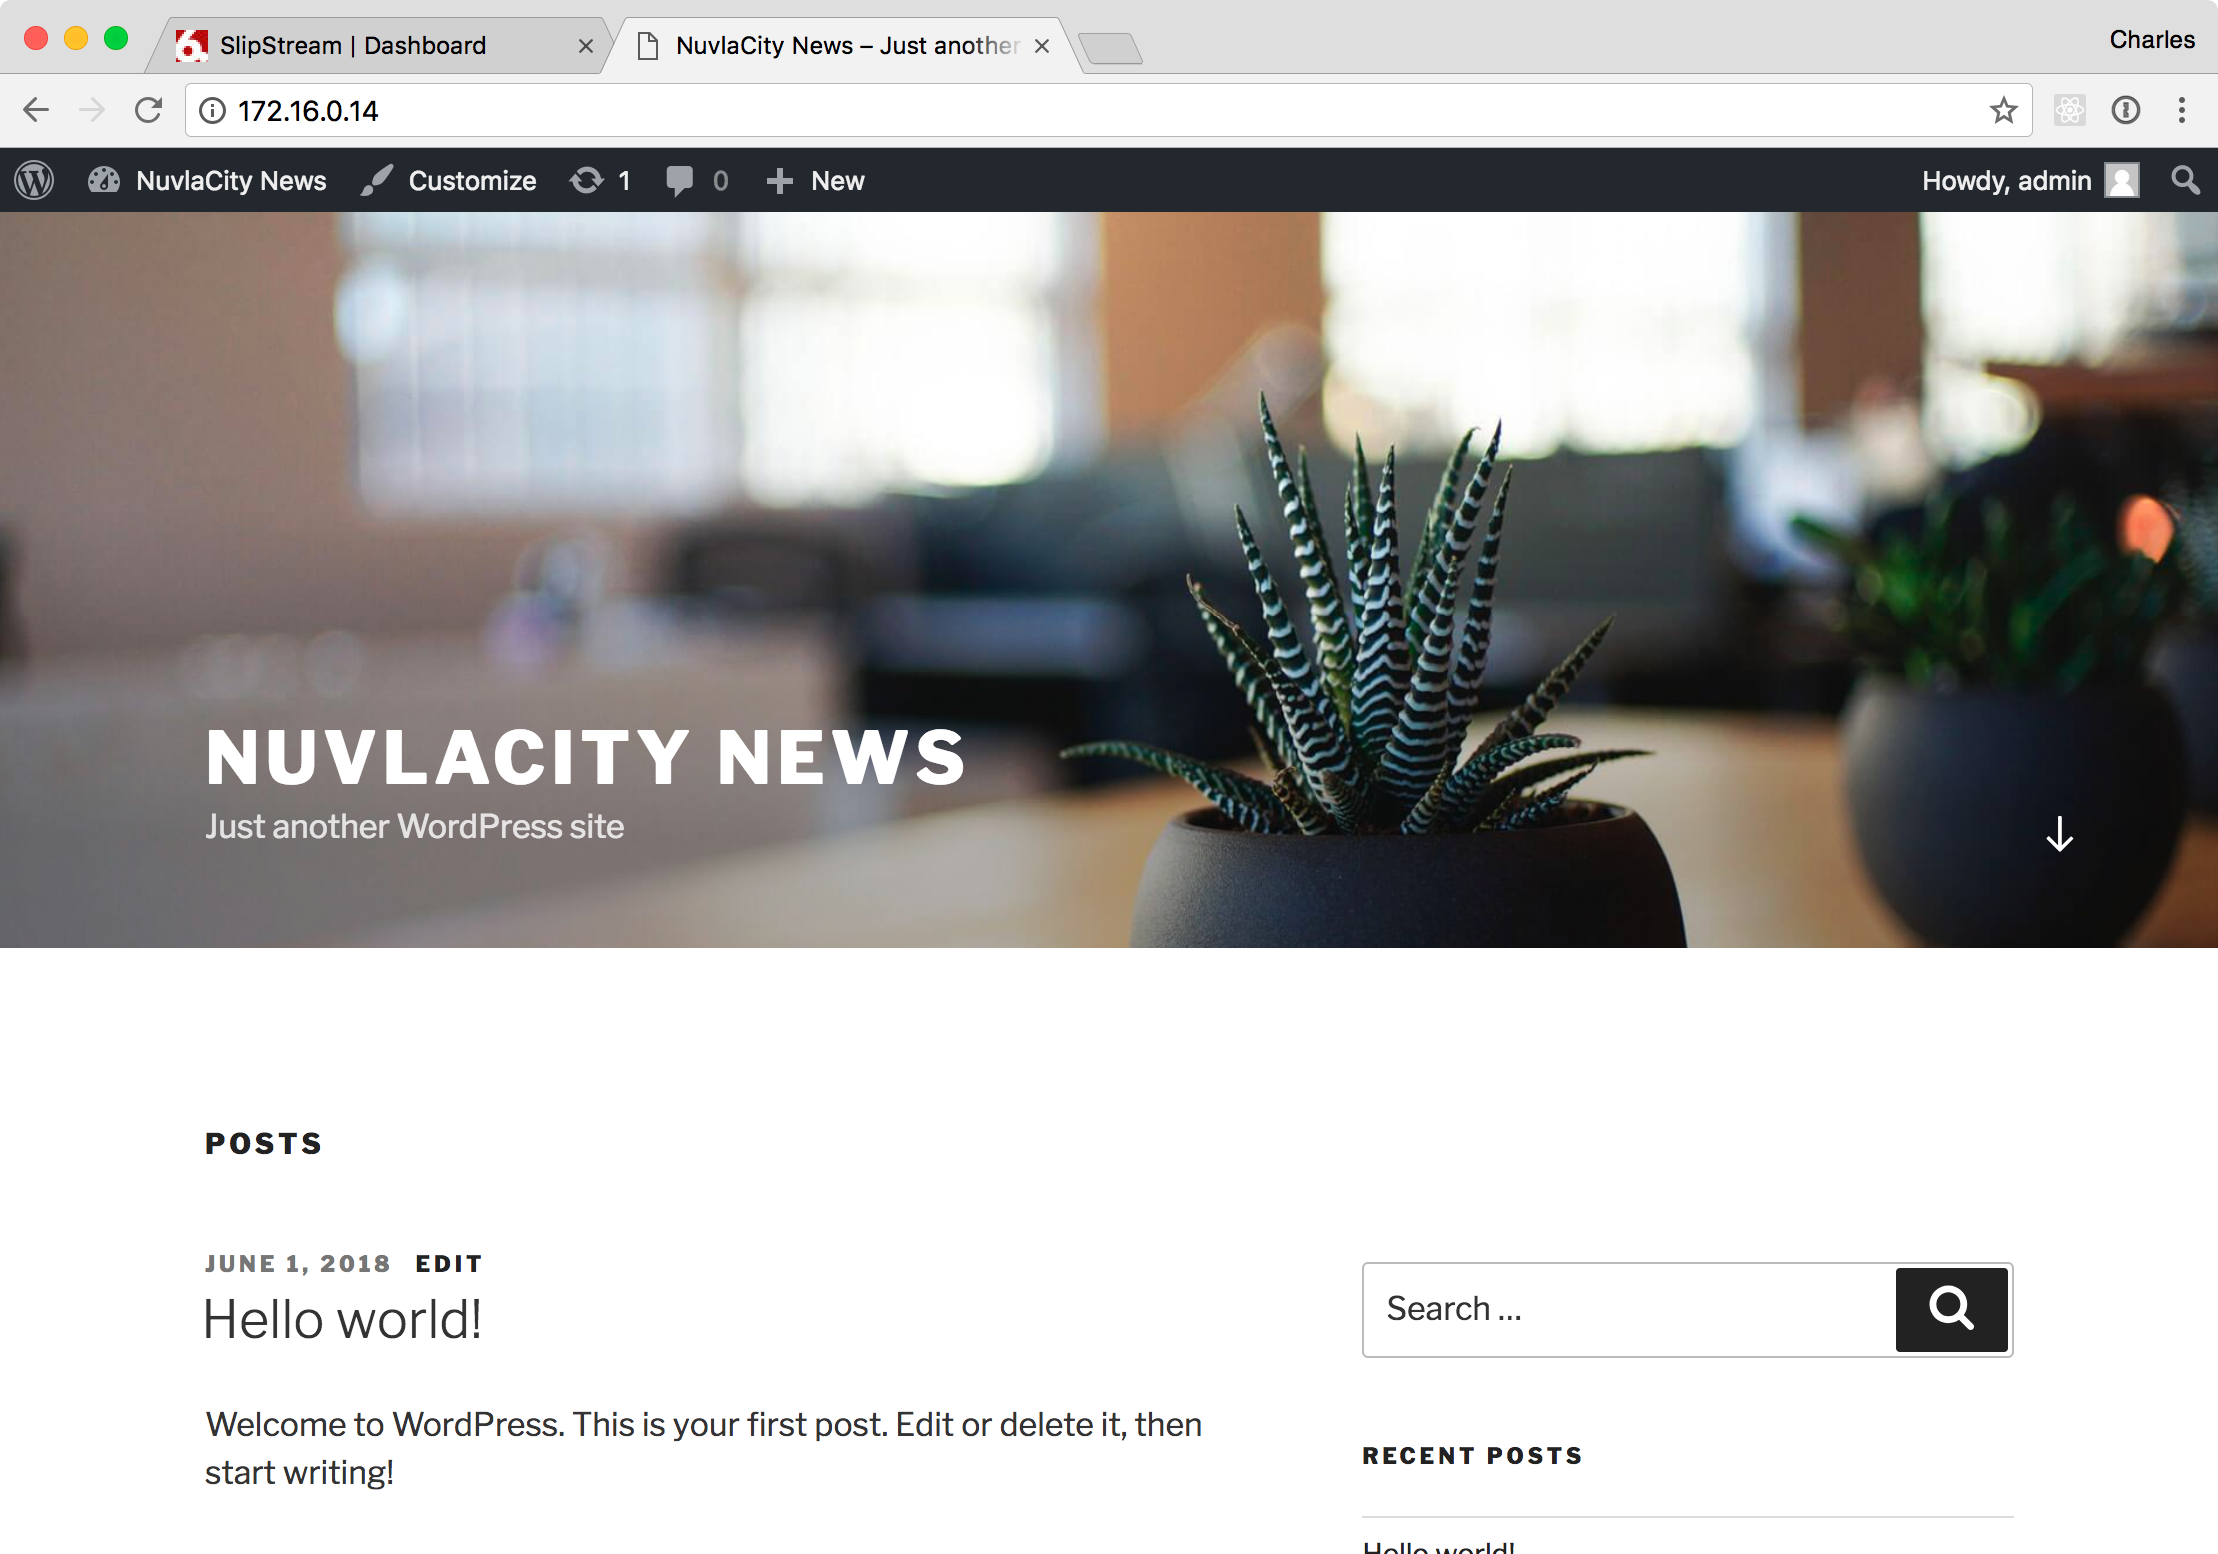 SlipStream | Dashboard
NuvlaCity News – Just another
Charles
172.16.0.14
NuvlaCity News
Customize
1
0
New
Howdy, admin
NUVLACITY NEWS
Just another WordPress site
POSTS
JUNE 1, 2018 EDIT
Hello world!
Welcome to WordPress. This is your first post. Edit or delete it, then
start writing!
Search ...
RECENT POSTS
Hello world!